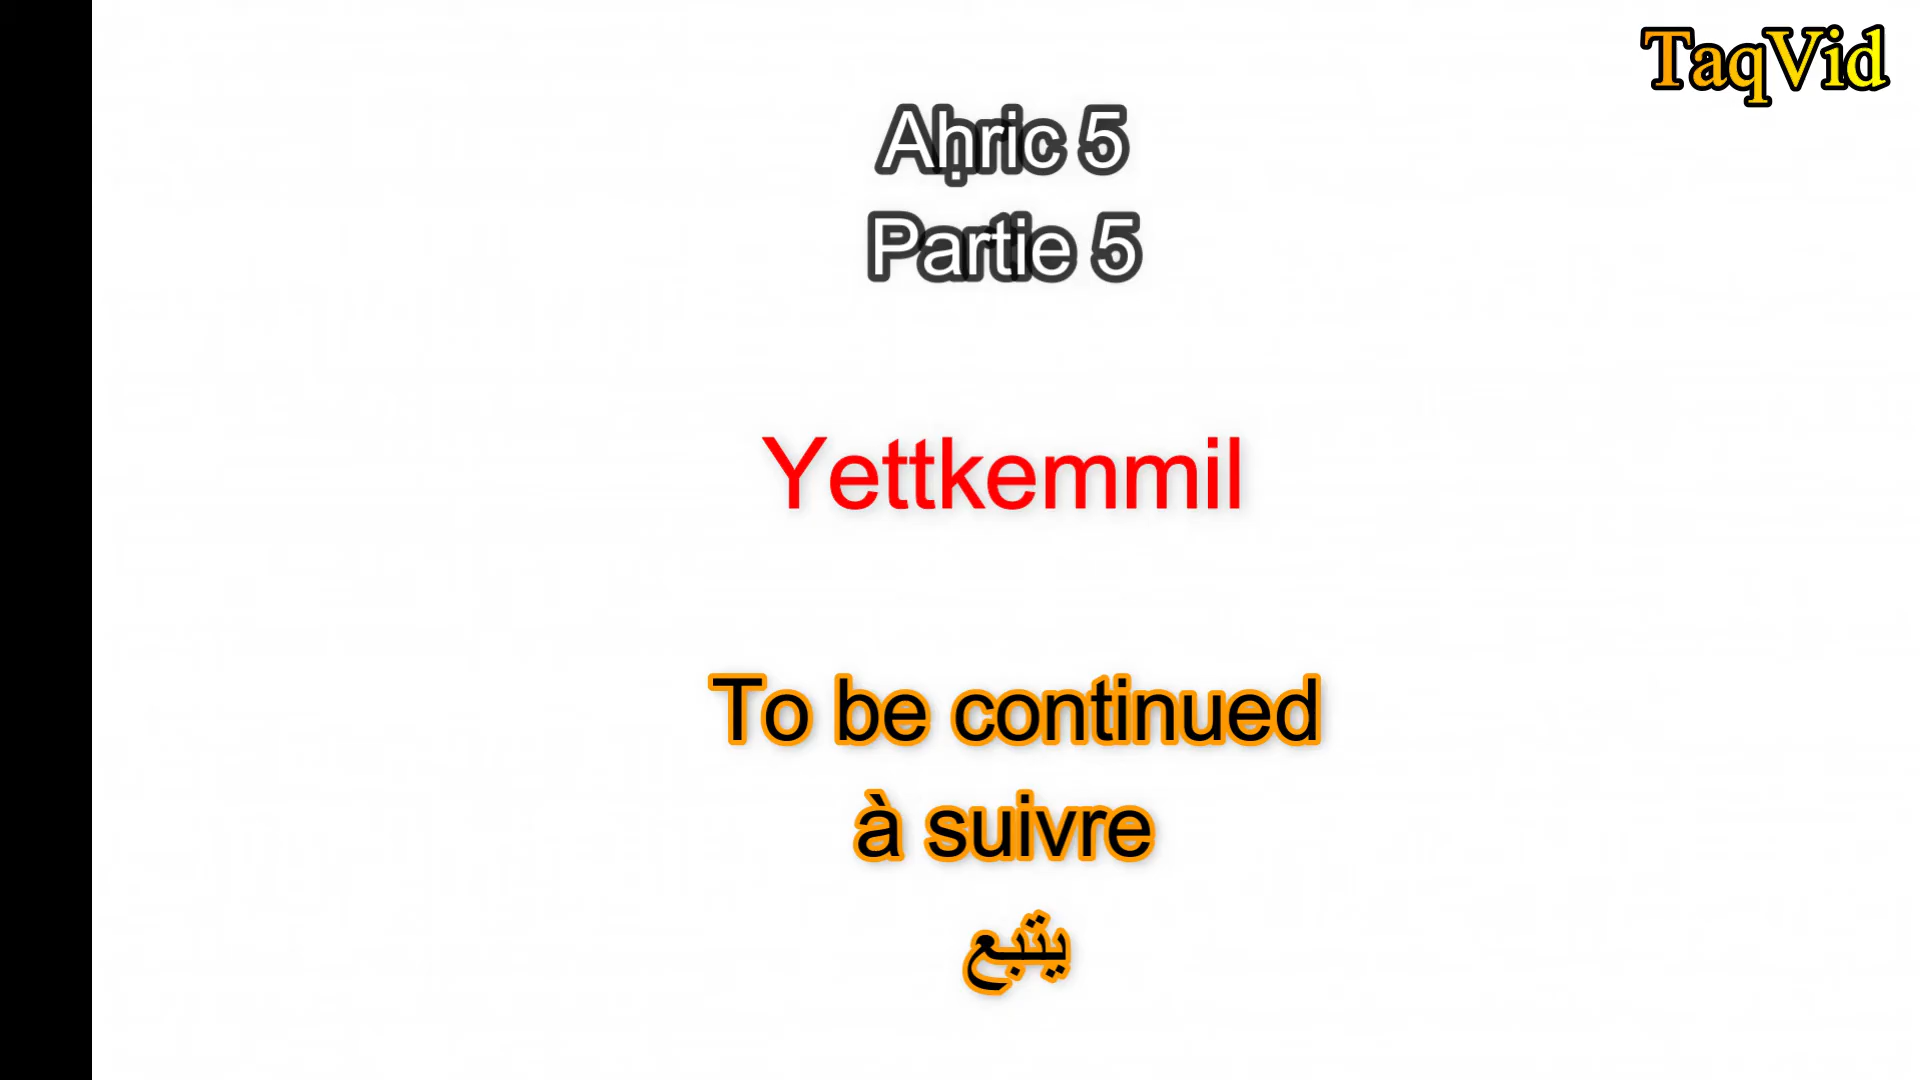 TaqVid
Aḥric 5
Partie 5
Yettkemmil
To be continued
à suivre
يتبع